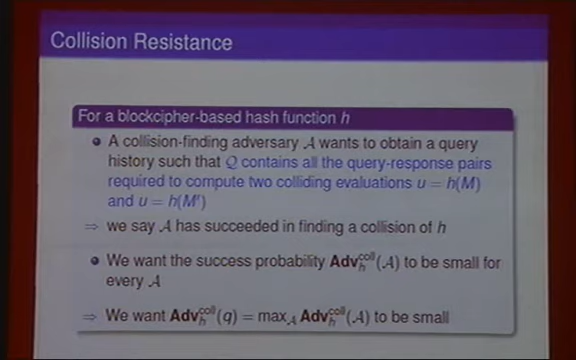 Collision Resistance
For a blockcipher-based hash function h
• A collision-finding adversary 𝒜 wants to obtain a query
history such that 𝒬 contains all the query-response pairs
required to compute two colliding evaluations u = h(M)
and u = h(M′)
⇒ we say 𝒜 has succeeded in finding a collision of h
• We want the success probability Adv_h^coll(𝒜) to be small for
every 𝒜
⇒ We want Adv_h^coll(q) = max_𝒜 Adv_h^coll(𝒜) to be small